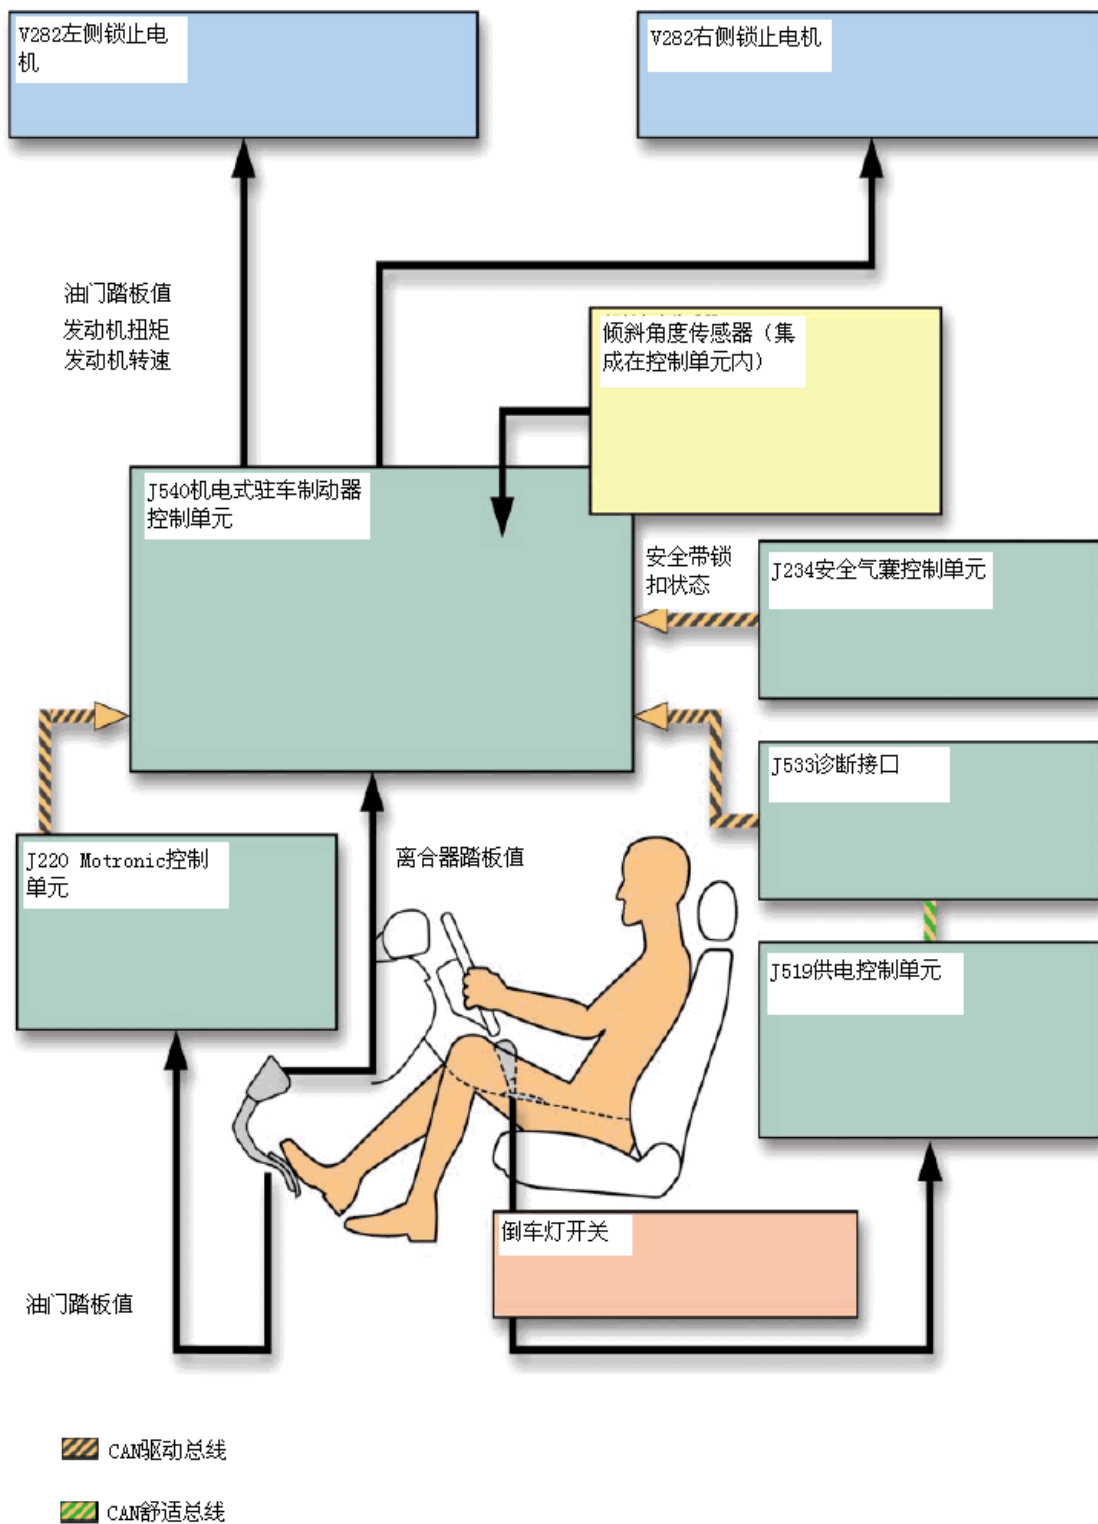 V282左侧锁止电
机
V282右侧锁止电机
油门踏板值
发动机扭矩
发动机转速
倾斜角度传感器（集
成在控制单元内）
J540机电式驻车制动器
控制单元
安全带锁
扣状态
J234安全气囊控制单元
J533诊断接口
J220 Motronic控制
单元
离合器踏板值
J519供电控制单元
倒车灯开关
油门踏板值
CAN驱动总线
CAN舒适总线